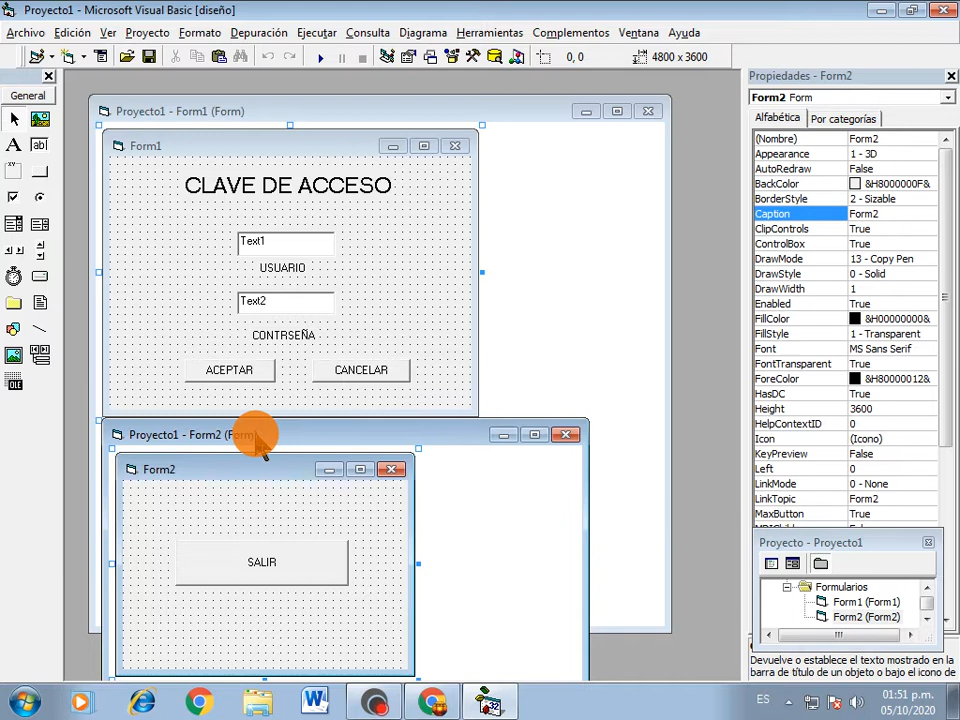 Proyecto1 - Microsoft Visual Basic [diseño]
Archivo Edición Ver Proyecto Formato Depuración Ejecutar Consulta Diagrama Herramientas Complementos Ventana Ayuda
0, 0 4800 x 3600
General
Proyecto1 - Form1 (Form)
Form1
CLAVE DE ACCESO
Text1
USUARIO
Text2
CONTRSEÑA
ACEPTAR CANCELAR
Proyecto1 - Form2 (Form)
Form2
SALIR
Propiedades - Form2
Form2 Form
Alfabética Por categorías
(Nombre) Form2
Appearance 1 - 3D
AutoRedraw False
BackColor &H8000000F&
BorderStyle 2 - Sizable
Caption Form2
ClipControls True
ControlBox True
DrawMode 13 - Copy Pen
DrawStyle 0 - Solid
DrawWidth 1
Enabled True
FillColor &H00000000&
FillStyle 1 - Transparent
Font MS Sans Serif
FontTransparent True
ForeColor &H80000012&
HasDC True
Height 3600
HelpContextID 0
Icon (Icono)
KeyPreview False
Left 0
LinkMode 0 - None
LinkTopic Form2
MaxButton True
Proyecto - Proyecto1
Formularios
Form1 (Form1)
Form2 (Form2)
Devuelve o establece el texto mostrado en la
barra de título de un objeto o bajo el icono de
ES 01:51 p.m.
05/10/2020